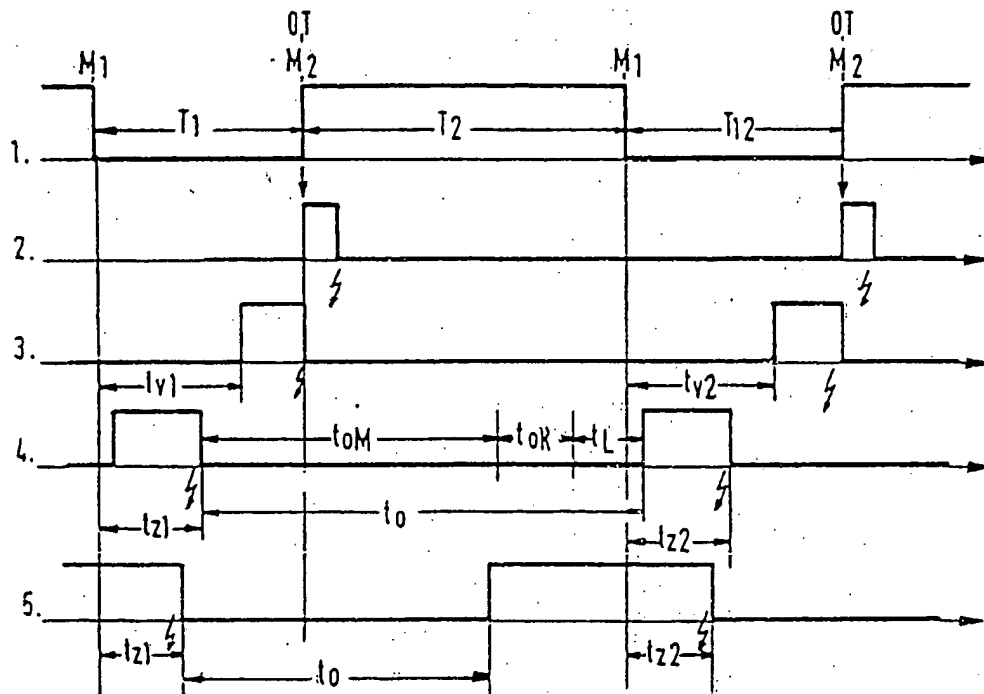 OT OT
M1 M2 M1 M2
T1 T2 T12
1.
2.
3.
tv1 tv2
4. toM toK tL
to
tz1 tz2
5.
tz1 to tz2